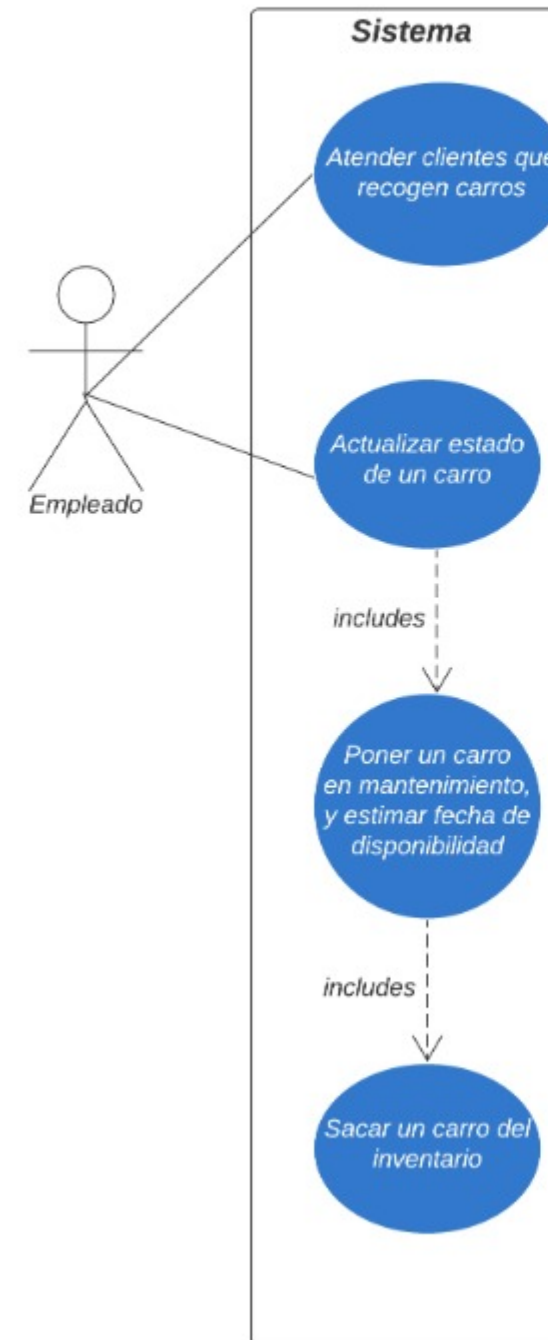 Sistema
Atender clientes que
recogen carros
Empleado
Actualizar estado
de un carro
includes
Poner un carro
en mantenimiento,
y estimar fecha de
disponibilidad
includes
Sacar un carro del
inventario